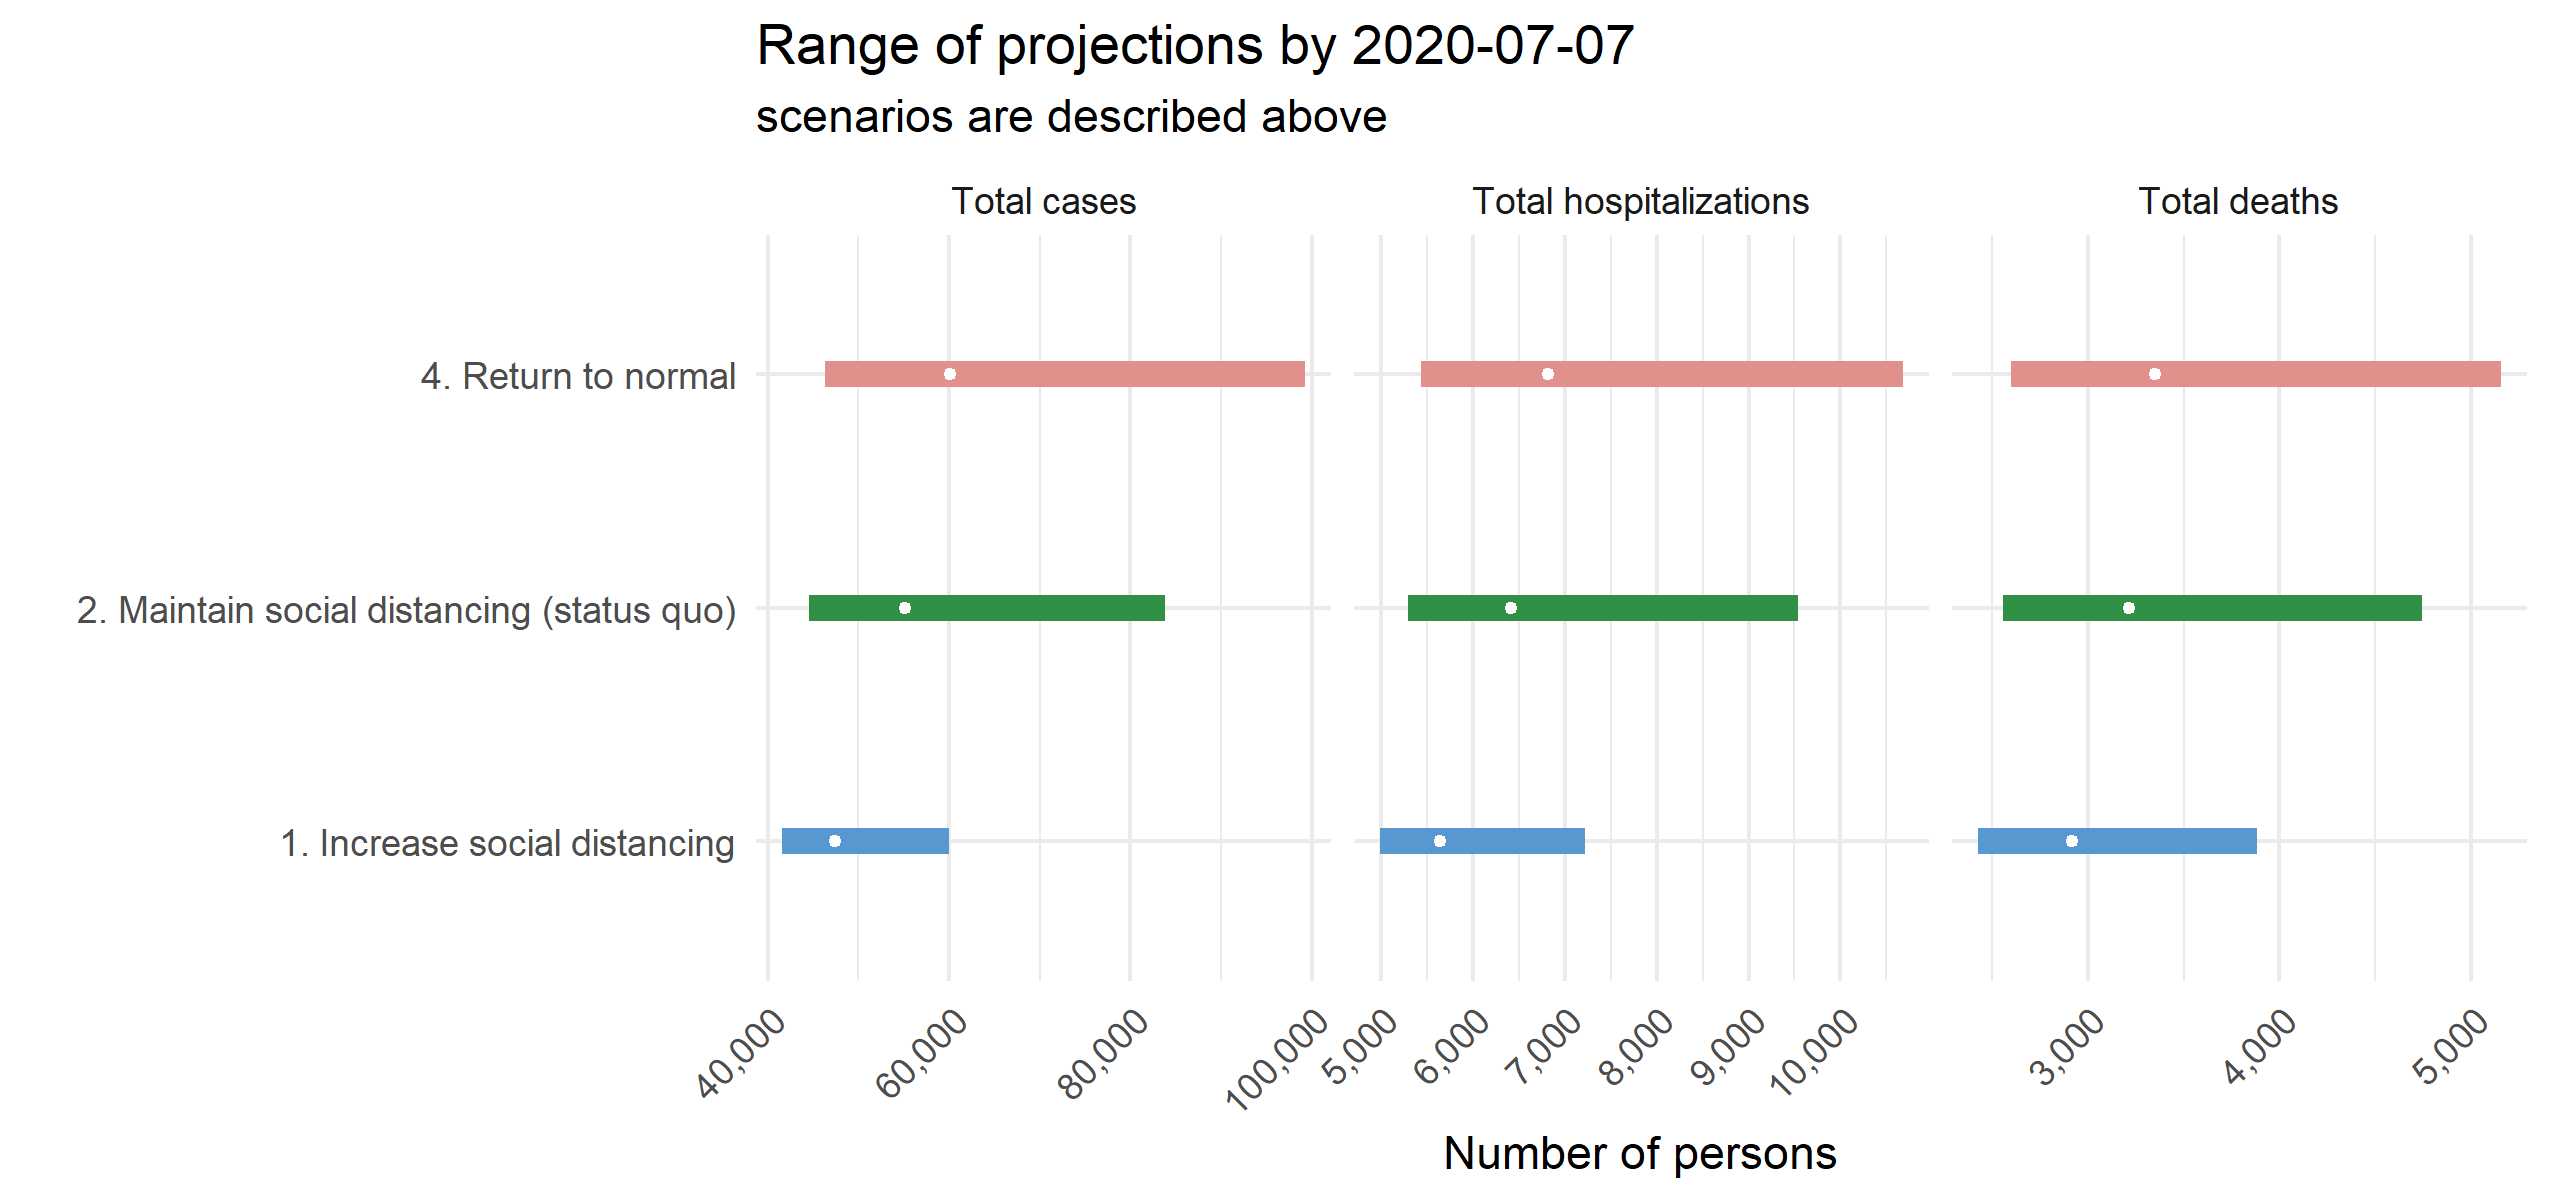 Range of projections by 2020-07-07
scenarios are described above
Total cases
Total hospitalizations
Total deaths
4. Return to normal
2. Maintain social distancing (status quo)
1. Increase social distancing
40,000
60,000
80,000
100,000
5,000
6,000
7,000
8,000
9,000
10,000
3,000
4,000
5,000
Number of persons